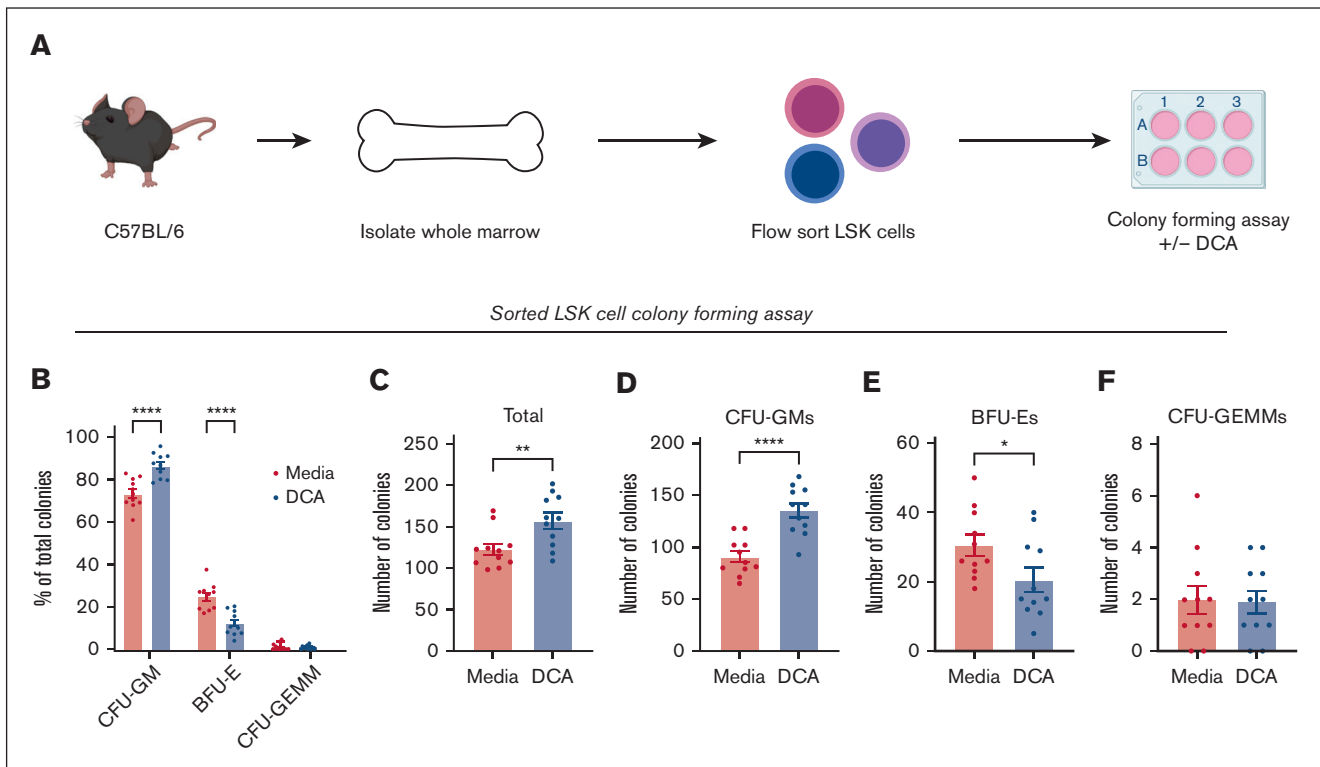 A
C57BL/6
Isolate whole marrow
Flow sort LSK cells
1 2 3
A
B
Colony forming assay
+/− DCA
Sorted LSK cell colony forming assay
B
% of total colonies
100
80
60
40
20
0
****
****
Media
DCA
CFU-GM
BFU-E
CFU-GEMM
C
Total
Number of colonies
250
200
150
100
50
0
**
Media DCA
D
CFU-GMs
Number of colonies
200
150
100
50
0
****
Media DCA
E
BFU-Es
Number of colonies
60
40
20
0
*
Media DCA
F
CFU-GEMMs
Number of colonies
8
6
4
2
0
Media DCA